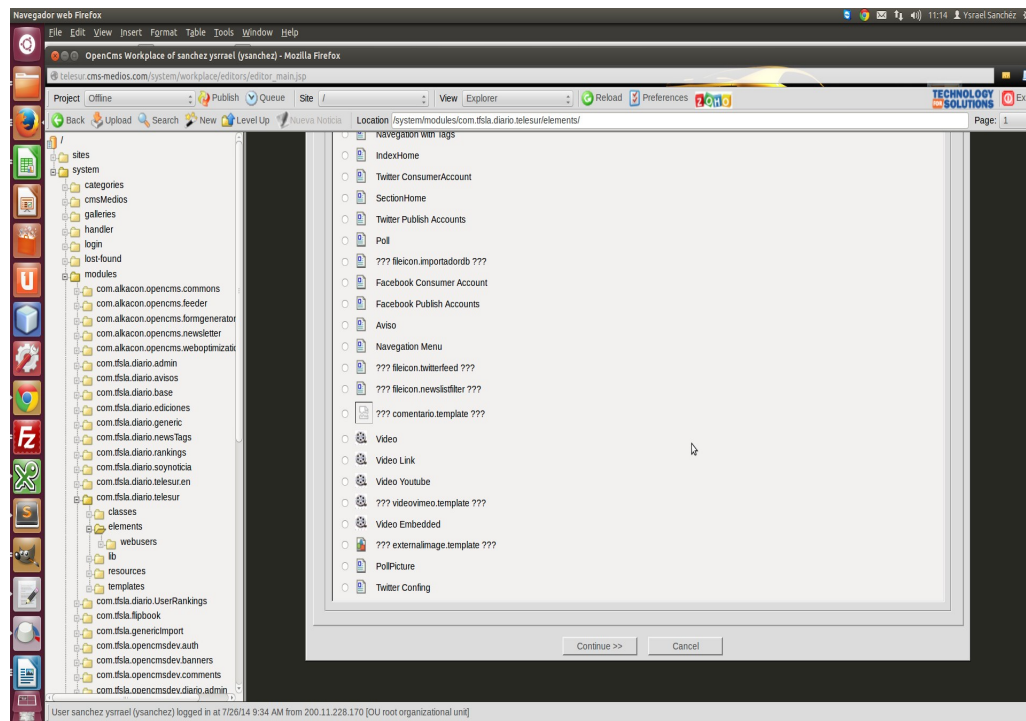 Navegador web Firefox
11:14 Ysrael Sanchéz
File Edit View Insert Format Table Tools Window Help
OpenCms Workplace of sanchez ysrrael (ysanchez) - Mozilla Firefox
telesur.cms-medios.com/system/workplace/editors/editor_main.jsp
Project Offline Publish Queue Site / View Explorer Reload Preferences ZOHO TECHNOLOGY SOLUTIONS Ex
Back Upload Search New Level Up Nueva Noticia Location /system/modules/com.tfsla.diario.telesur/elements/ Page: 1
/
sites
system
categories
cmsMedios
galleries
handler
login
lost-found
modules
com.alkacon.opencms.commons
com.alkacon.opencms.feeder
com.alkacon.opencms.formgenerator
com.alkacon.opencms.newsletter
com.alkacon.opencms.weboptimizatio
com.tfsla.diario.admin
com.tfsla.diario.avisos
com.tfsla.diario.base
com.tfsla.diario.ediciones
com.tfsla.diario.generic
com.tfsla.diario.newsTags
com.tfsla.diario.rankings
com.tfsla.diario.soynoticia
com.tfsla.diario.telesur.en
com.tfsla.diario.telesur
classes
elements
webusers
lib
resources
templates
com.tfsla.diario.UserRankings
com.tfsla.flipbook
com.tfsla.genericImport
com.tfsla.opencmsdev.auth
com.tfsla.opencmsdev.banners
com.tfsla.opencmsdev.comments
com.tfsla.opencmsdev.diario.admin
Navegation with Tags
IndexHome
Twitter ConsumerAccount
SectionHome
Twitter Publish Accounts
Poll
??? fileicon.importadordb ???
Facebook Consumer Account
Facebook Publish Accounts
Aviso
Navegation Menu
??? fileicon.twitterfeed ???
??? fileicon.newslistfilter ???
??? comentario.template ???
Video
Video Link
Video Youtube
??? videovimeo.template ???
Video Embedded
??? externalimage.template ???
PollPicture
Twitter Confing
Continue >> Cancel
User sanchez ysrrael (ysanchez) logged in at 7/26/14 9:34 AM from 200.11.228.170 [OU root organizational unit]